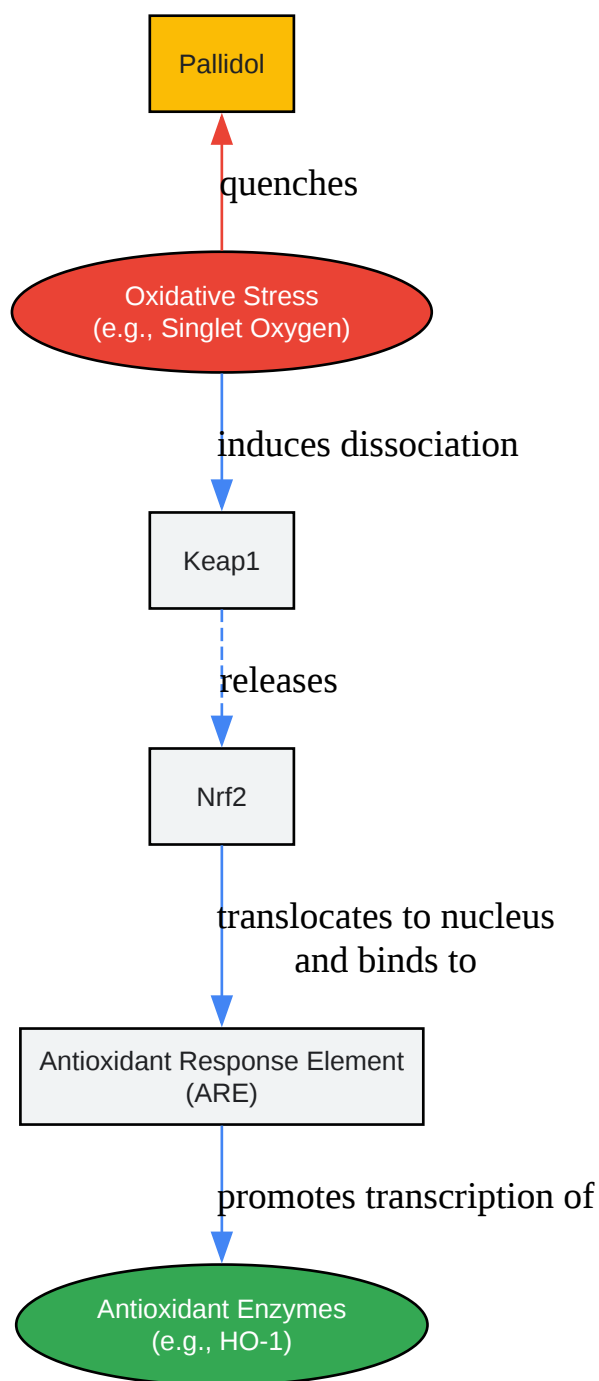 Pallidol
quenches
Oxidative Stress
(e.g., Singlet Oxygen)
induces dissociation
Keap1
releases
Nrf2
translocates to nucleus
and binds to
Antioxidant Response Element
(ARE)
promotes transcription of
Antioxidant Enzymes
(e.g., HO-1)